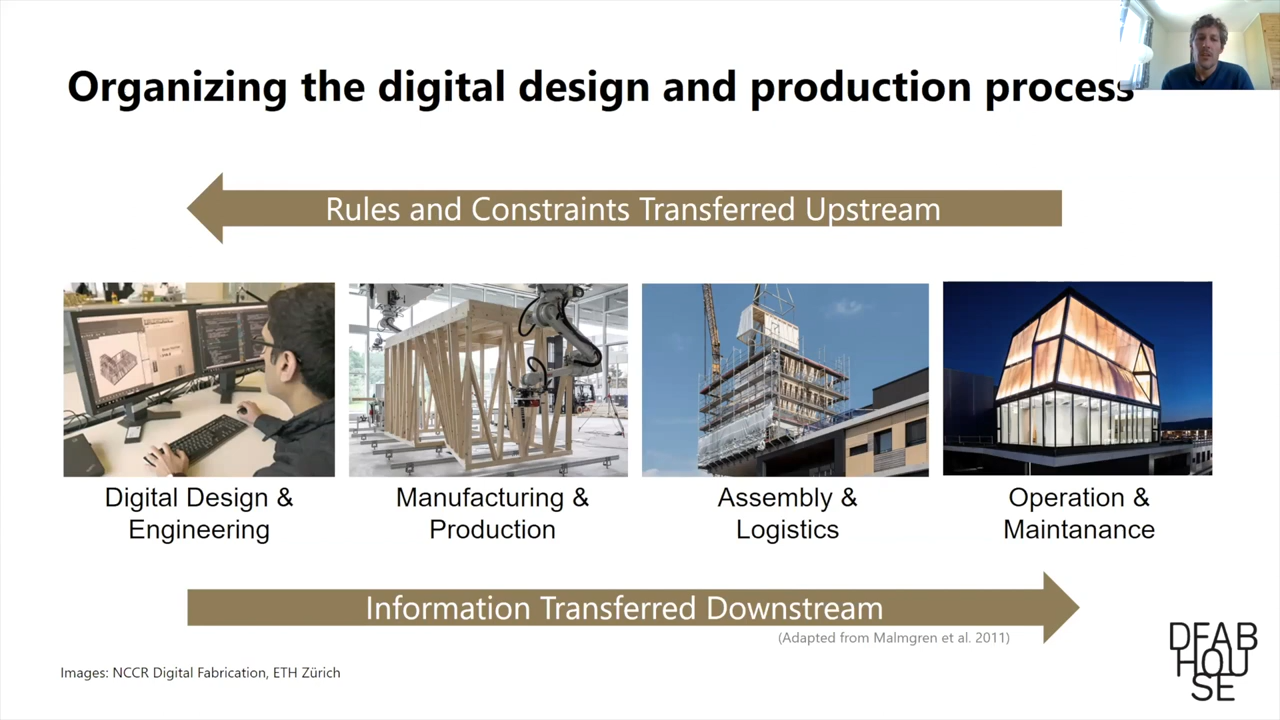 Organizing the digital design and production process
Rules and Constraints Transferred Upstream
Digital Design &
Engineering
Manufacturing &
Production
Assembly &
Logistics
Operation &
Maintanance
Information Transferred Downstream
(Adapted from Malmgren et al. 2011)
Images: NCCR Digital Fabrication, ETH Zürich
DFAB
HOU
SE